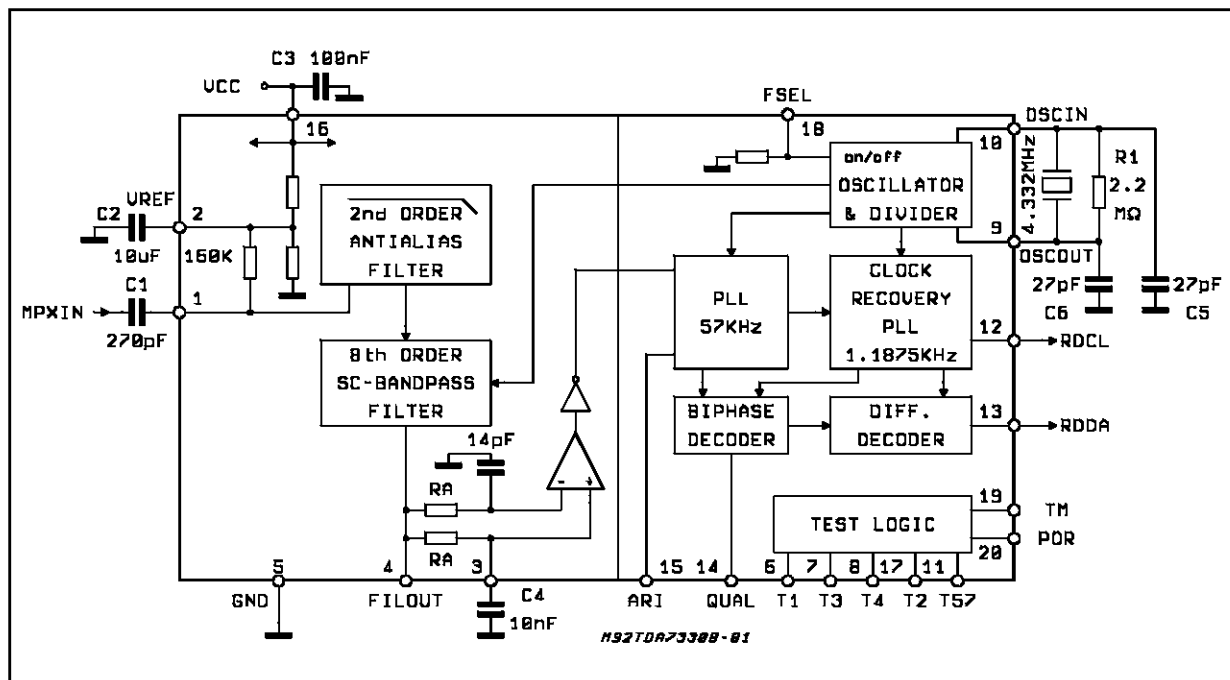 C3 100nF
VCC
16
FSEL
18
OSCIN
10
on/off
OSCILLATOR
& DIVIDER
9
OSCOUT
4.332MHz
R1
2.2
MΩ
27pF
C6
27pF
C5
VREF
C2
2
10uF
160K
C1
1
MPXIN
270pF
2nd ORDER
ANTIALIAS
FILTER
8th ORDER
SC-BANDPASS
FILTER
PLL
57KHz
CLOCK
RECOVERY
PLL
1.1875KHz
12
RDCL
BIPHASE
DECODER
DIFF.
DECODER
13
RDDA
14pF
RA
- +
RA
TEST LOGIC
19
TM
POR
20
5
4
3
15
14
6
7
8
17
11
GND
FILOUT
C4
10nF
ARI
QUAL
T1
T3
T4
T2
T57
M92TDA7330B-01